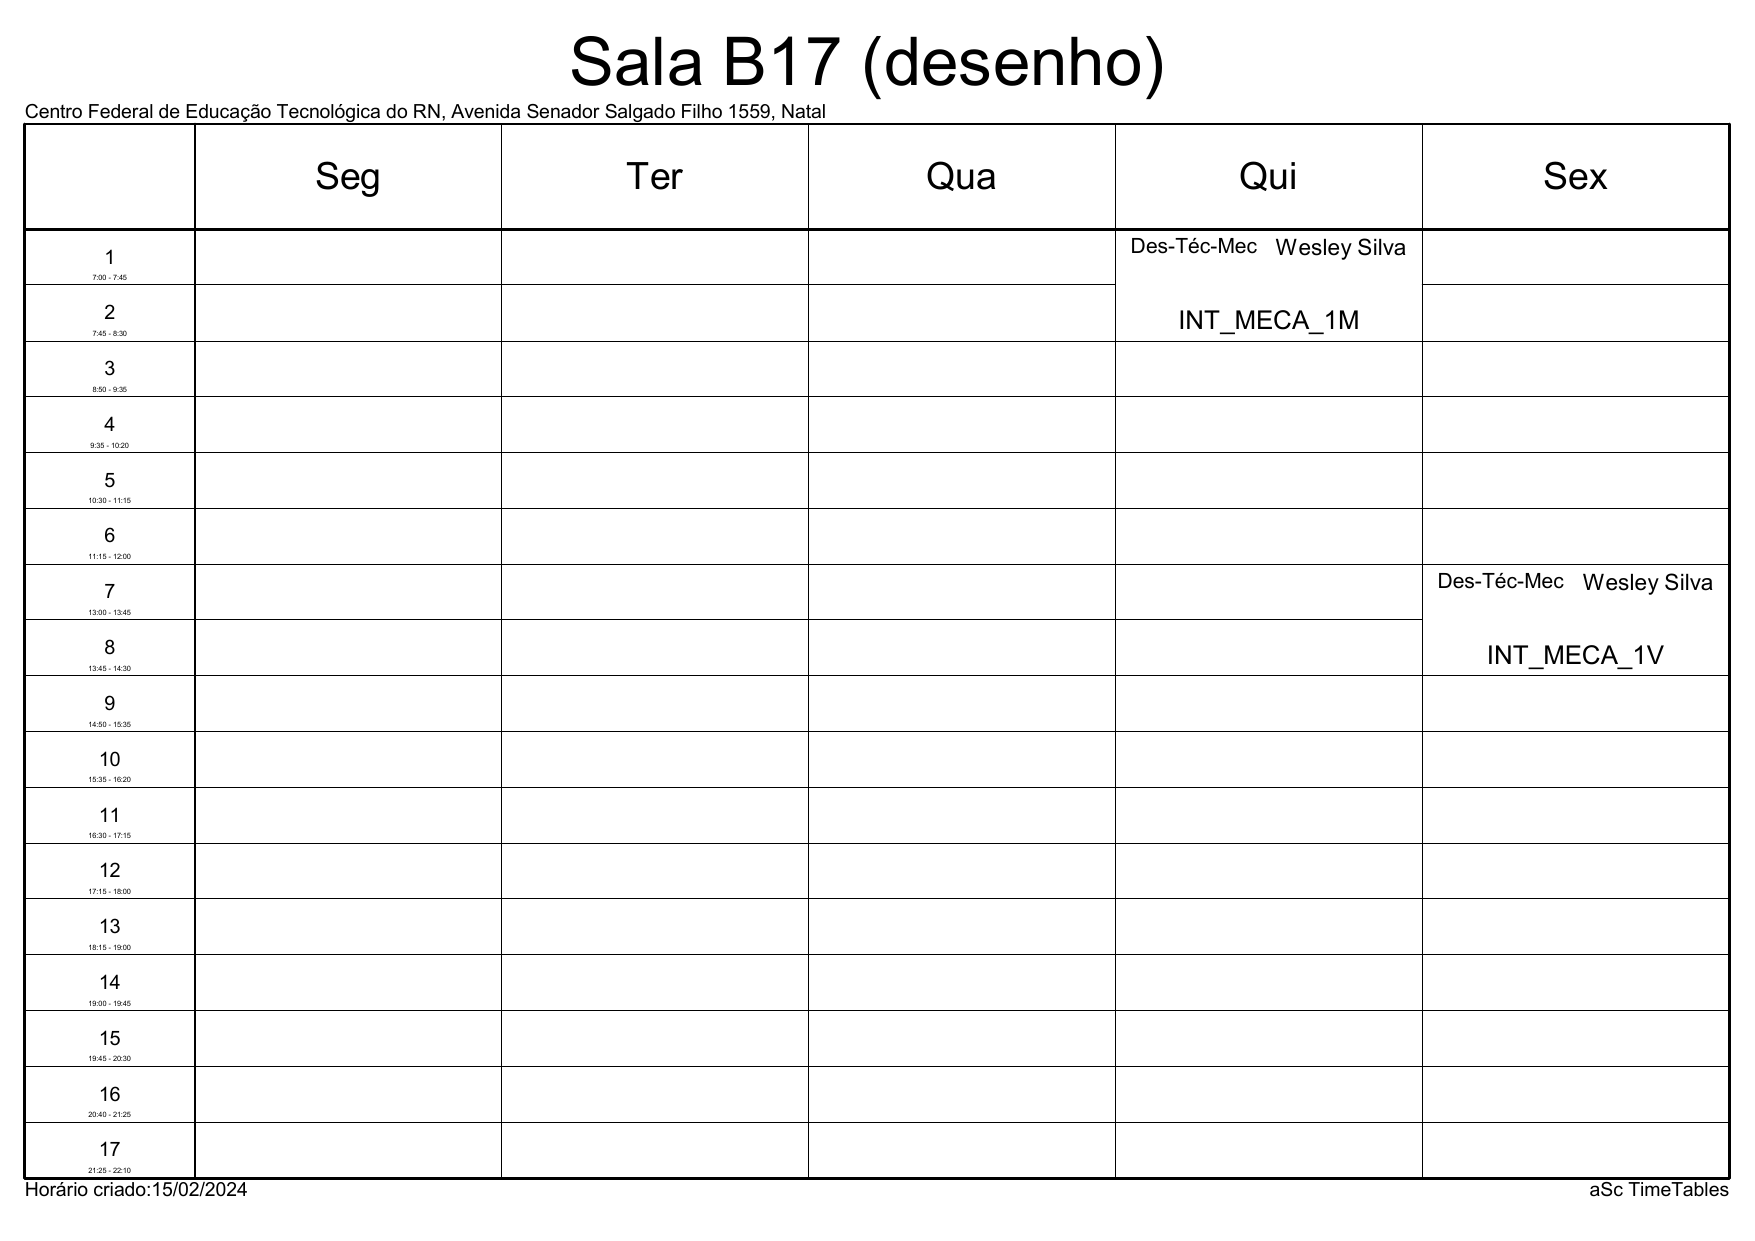 Sala B17 (desenho)
Centro Federal de Educação Tecnológica do RN, Avenida Senador Salgado Filho 1559, Natal
Seg Ter Qua Qui Sex
1 Des-Téc-Mec Wesley Silva
7:00 - 7:45
2 INT_MECA_1M
7:45 - 8:30
3
8:50 - 9:35
4
9:35 - 10:20
5
10:30 - 11:15
6
11:15 - 12:00
7 Des-Téc-Mec Wesley Silva
13:00 - 13:45
8 INT_MECA_1V
13:45 - 14:30
9
14:50 - 15:35
10
15:35 - 16:20
11
16:30 - 17:15
12
17:15 - 18:00
13
18:15 - 19:00
14
19:00 - 19:45
15
19:45 - 20:30
16
20:40 - 21:25
17
21:25 - 22:10
Horário criado:15/02/2024 aSc TimeTables